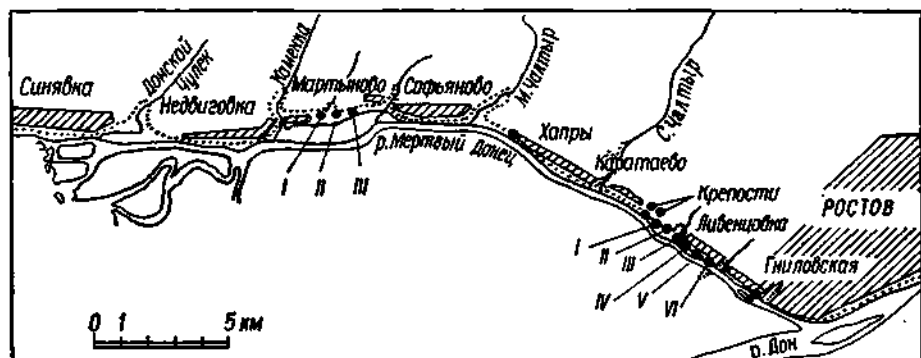 Синявка
Донской
Чулек
Недвиговка
Каменка
Мартыново
Софьяново
М. Чалтыр
С. Чалтыр
Хапры
Каратаево
р. Мертвый Донец
I
II
III
Крепости
Ливенцовка
РОСТОВ
Гниловская
I
II
III
IV
V
VI
0 1 5 км
р. Дон